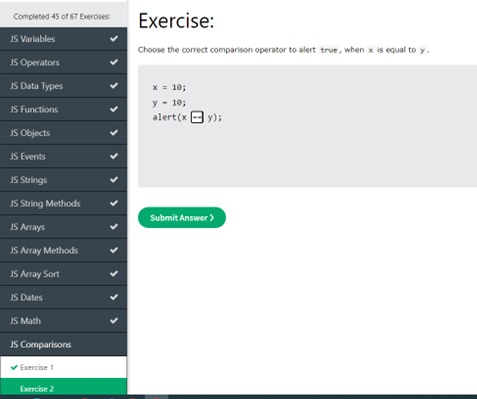 Completed 45 of 67 Exercises:
JS Variables
JS Operators
JS Data Types
JS Functions
JS Objects
JS Events
JS Strings
JS String Methods
JS Arrays
JS Array Methods
JS Array Sort
JS Dates
JS Math
JS Comparisons
Exercise 1
Exercise 2
Exercise:
Choose the correct comparison operator to alert true, when x is equal to y.
x = 10;
y = 10;
alert(x == y);
Submit Answer ❯